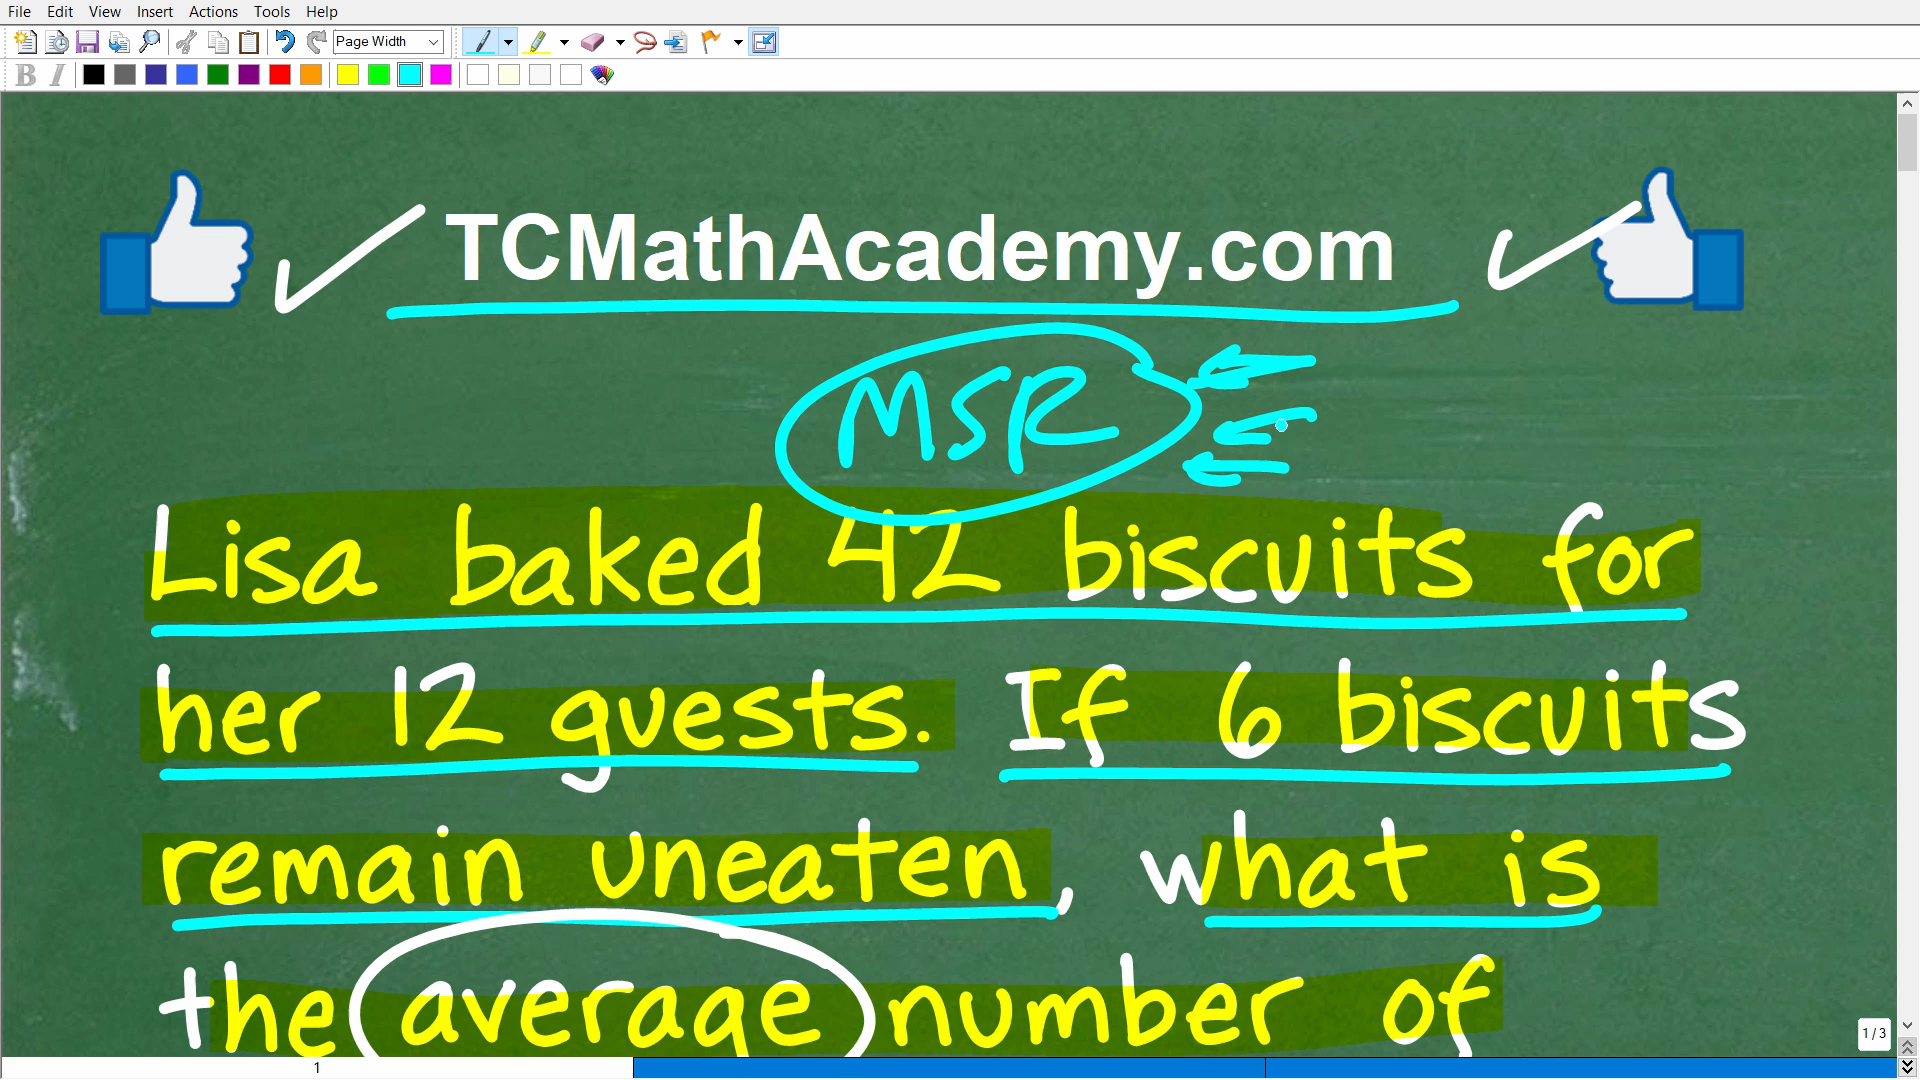 File Edit View Insert Actions Tools Help
Page Width
B I
TCMathAcademy.com
MSR
Lisa baked 42 biscuits for
her 12 guests. If 6 biscuits
remain uneaten, what is
the average number of
1 / 3
1